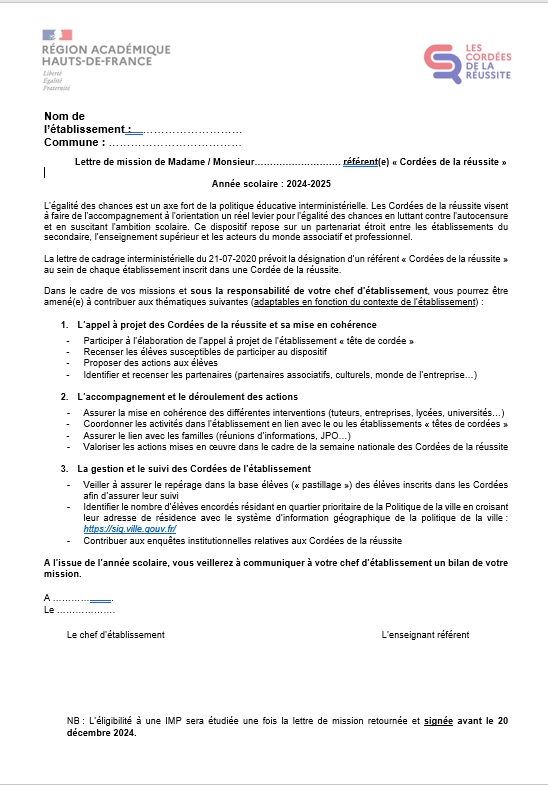 RÉGION ACADÉMIQUE
HAUTS-DE-FRANCE
Liberté
Égalité
Fraternité
LES
CORDÉES
DE LA
RÉUSSITE
Nom de
l'établissement :……………………………
Commune : ………………………………
Lettre de mission de Madame / Monsieur………………………… référent(e) « Cordées de la réussite »
Année scolaire : 2024-2025
L'égalité des chances est un axe fort de la politique éducative interministérielle. Les Cordées de la réussite visent
à faire de l'accompagnement à l'orientation un réel levier pour l'égalité des chances en luttant contre l'autocensure
et en suscitant l'ambition scolaire. Ce dispositif repose sur un partenariat étroit entre les établissements du
secondaire, l'enseignement supérieur et les acteurs du monde associatif et professionnel.
La lettre de cadrage interministérielle du 21-07-2020 prévoit la désignation d'un référent « Cordées de la réussite »
au sein de chaque établissement inscrit dans une Cordée de la réussite.
Dans le cadre de vos missions et sous la responsabilité de votre chef d'établissement, vous pourrez être
amené(e) à contribuer aux thématiques suivantes (adaptables en fonction du contexte de l'établissement) :
1. L'appel à projet des Cordées de la réussite et sa mise en cohérence
- Participer à l'élaboration de l'appel à projet de l'établissement « tête de cordée »
- Recenser les élèves susceptibles de participer au dispositif
- Proposer des actions aux élèves
- Identifier et recenser les partenaires (partenaires associatifs, culturels, monde de l'entreprise…)
2. L'accompagnement et le déroulement des actions
- Assurer la mise en cohérence des différentes interventions (tuteurs, entreprises, lycées, universités…)
- Coordonner les activités dans l'établissement en lien avec le ou les établissements « têtes de cordées »
- Assurer le lien avec les familles (réunions d'informations, JPO…)
- Valoriser les actions mises en œuvre dans le cadre de la semaine nationale des Cordées de la réussite
3. La gestion et le suivi des Cordées de l'établissement
- Veiller à assurer le repérage dans la base élèves (« pastillage ») des élèves inscrits dans les Cordées
afin d'assurer leur suivi
- Identifier le nombre d'élèves encordés résidant en quartier prioritaire de la Politique de la ville en croisant
leur adresse de résidence avec le système d'information géographique de la politique de la ville :
https://sig.ville.gouv.fr/
- Contribuer aux enquêtes institutionnelles relatives aux Cordées de la réussite
A l'issue de l'année scolaire, vous veillerez à communiquer à votre chef d'établissement un bilan de votre
mission.
A ………………….
Le ……………….
Le chef d'établissement L'enseignant référent
NB : L'éligibilité à une IMP sera étudiée une fois la lettre de mission retournée et signée avant le 20
décembre 2024.